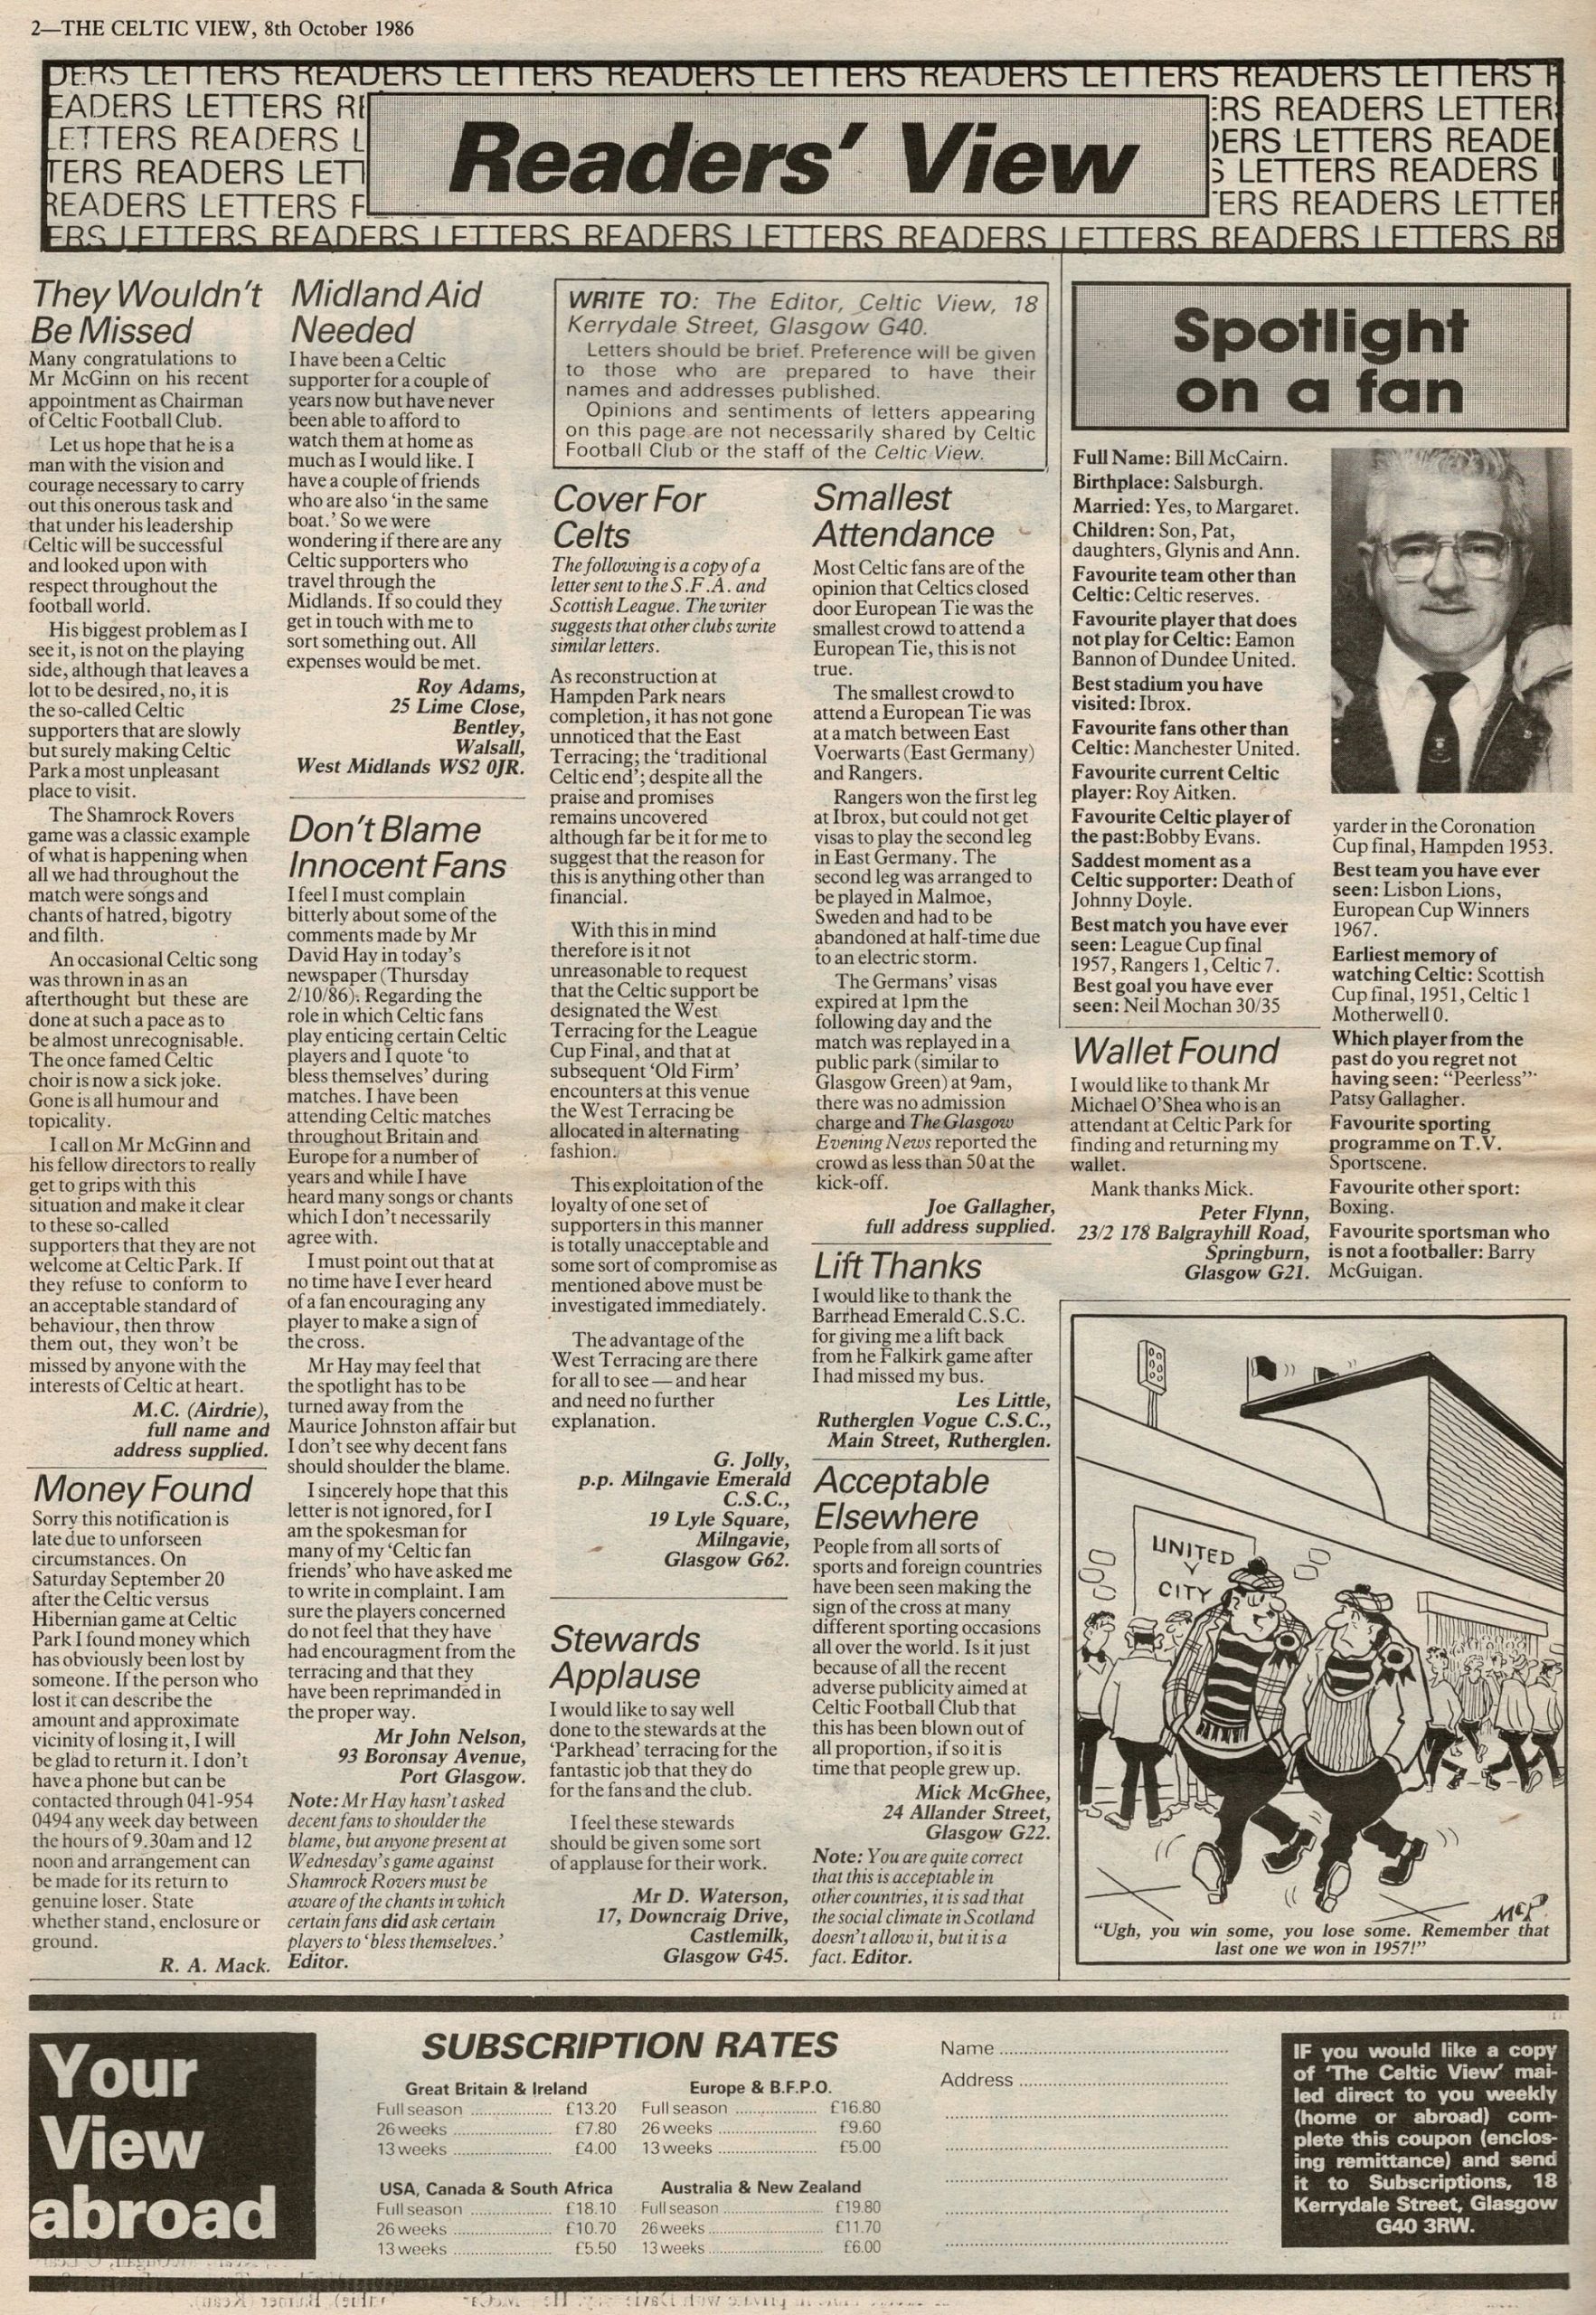 2—THE CELTIC VIEW, 8th October 1986
DERS LETTERS READERS LETTERS READERS LETTERS READERS LETTERS READERS LETTERS R
EADERS LETTERS RE
ERS READERS LETTER
LETTERS READERS L
DERS LETTERS READE
TERS READERS LETT
S LETTERS READERS L
READERS LETTERS F
TERS READERS LETTER
ERS LETTERS READERS LETTERS READERS LETTERS READERS LETTERS READERS LETTERS RE
Readers' View
They Wouldn't
Be Missed
Many congratulations to
Mr McGinn on his recent
appointment as Chairman
of Celtic Football Club.
Let us hope that he is a
man with the vision and
courage necessary to carry
out this onerous task and
that under his leadership
Celtic will be successful
and looked upon with
respect throughout the
football world.
His biggest problem as I
see it, is not on the playing
side, although that leaves a
lot to be desired, no, it is
the so-called Celtic
supporters that are slowly
but surely making Celtic
Park a most unpleasant
place to visit.
The Shamrock Rovers
game was a classic example
of what is happening when
all we had throughout the
match were songs and
chants of hatred, bigotry
and filth.
An occasional Celtic song
was thrown in as an
afterthought but these are
done at such a pace as to
be almost unrecognisable.
The once famed Celtic
choir is now a sick joke.
Gone is all humour and
topicality.
I call on Mr McGinn and
his fellow directors to really
get to grips with this
situation and make it clear
to these so-called
supporters that they are not
welcome at Celtic Park. If
they refuse to conform to
an acceptable standard of
behaviour, then throw
them out, they won't be
missed by anyone with the
interests of Celtic at heart.
M.C. (Airdrie),
full name and
address supplied.
Money Found
Sorry this notification is
late due to unforseen
circumstances. On
Saturday September 20
after the Celtic versus
Hibernian game at Celtic
Park I found money which
has obviously been lost by
someone. If the person who
lost it can describe the
amount and approximate
vicinity of losing it, I will
be glad to return it. I don't
have a phone but can be
contacted through 041-954
0494 any week day between
the hours of 9.30am and 12
noon and arrangement can
be made for its return to
genuine loser. State
whether stand, enclosure or
ground.
R. A. Mack.
Midland Aid
Needed
I have been a Celtic
supporter for a couple of
years now but have never
been able to afford to
watch them at home as
much as I would like. I
have a couple of friends
who are also 'in the same
boat.' So we were
wondering if there are any
Celtic supporters who
travel through the
Midlands. If so could they
get in touch with me to
sort something out. All
expenses would be met.
Roy Adams,
25 Lime Close,
Bentley,
Walsall,
West Midlands WS2 0JR.
Don't Blame
Innocent Fans
I feel I must complain
bitterly about some of the
comments made by Mr
David Hay in today's
newspaper (Thursday
2/10/86). Regarding the
role in which Celtic fans
play enticing certain Celtic
players and I quote 'to
bless themselves' during
matches. I have been
attending Celtic matches
throughout Britain and
Europe for a number of
years and while I have
heard many songs or chants
which I don't necessarily
agree with.
I must point out that at
no time have I ever heard
of a fan encouraging any
player to make a sign of
the cross.
Mr Hay may feel that
the spotlight has to be
turned away from the
Maurice Johnston affair but
I don't see why decent fans
should shoulder the blame.
I sincerely hope that this
letter is not ignored, for I
am the spokesman for
many of my 'Celtic fan
friends' who have asked me
to write in complaint. I am
sure the players concerned
do not feel that they have
had encouragment from the
terracing and that they
have been reprimanded in
the proper way.
Mr John Nelson,
93 Boronsay Avenue,
Port Glasgow.
Note: Mr Hay hasn't asked
decent fans to shoulder the
blame, but anyone present at
Wednesday's game against
Shamrock Rovers must be
aware of the chants in which
certain fans did ask certain
players to 'bless themselves.'
Editor.
WRITE TO: The Editor, Celtic View, 18
Kerrydale Street, Glasgow G40.
Letters should be brief. Preference will be given
to those who are prepared to have their
names and addresses published.
Opinions and sentiments of letters appearing
on this page are not necessarily shared by Celtic
Football Club or the staff of the Celtic View.
Cover For
Celts
The following is a copy of a
letter sent to the S.F.A. and
Scottish League. The writer
suggests that other clubs write
similar letters.
As reconstruction at
Hampden Park nears
completion, it has not gone
unnoticed that the East
Terracing; the 'traditional
Celtic end'; despite all the
praise and promises
remains uncovered
although far be it for me to
suggest that the reason for
this is anything other than
financial.
With this in mind
therefore is it not
unreasonable to request
that the Celtic support be
designated the West
Terracing for the League
Cup Final, and that at
subsequent 'Old Firm'
encounters at this venue
the West Terracing be
allocated in alternating
fashion.
This exploitation of the
loyalty of one set of
supporters in this manner
is totally unacceptable and
some sort of compromise as
mentioned above must be
investigated immediately.
The advantage of the
West Terracing are there
for all to see — and hear
and need no further
explanation.
G. Jolly,
p.p. Milngavie Emerald
C.S.C.,
19 Lyle Square,
Milngavie,
Glasgow G62.
Stewards
Applause
I would like to say well
done to the stewards at the
'Parkhead' terracing for the
fantastic job that they do
for the fans and the club.
I feel these stewards
should be given some sort
of applause for their work.
Mr D. Waterson,
17, Downcraig Drive,
Castlemilk,
Glasgow G45.
Smallest
Attendance
Most Celtic fans are of the
opinion that Celtics closed
door European Tie was the
smallest crowd to attend a
European Tie, this is not
true.
The smallest crowd to
attend a European Tie was
at a match between East
Voerwarts (East Germany)
and Rangers.
Rangers won the first leg
at Ibrox, but could not get
visas to play the second leg
in East Germany. The
second leg was arranged to
be played in Malmoe,
Sweden and had to be
abandoned at half-time due
to an electric storm.
The Germans' visas
expired at 1pm the
following day and the
match was replayed in a
public park (similar to
Glasgow Green) at 9am,
there was no admission
charge and The Glasgow
Evening News reported the
crowd as less than 50 at the
kick-off.
Joe Gallagher,
full address supplied.
Lift Thanks
I would like to thank the
Barrhead Emerald C.S.C.
for giving me a lift back
from he Falkirk game after
I had missed my bus.
Les Little,
Rutherglen Vogue C.S.C.,
Main Street, Rutherglen.
Acceptable
Elsewhere
People from all sorts of
sports and foreign countries
have been seen making the
sign of the cross at many
different sporting occasions
all over the world. Is it just
because of all the recent
adverse publicity aimed at
Celtic Football Club that
this has been blown out of
all proportion, if so it is
time that people grew up.
Mick McGhee,
24 Allander Street,
Glasgow G22.
Note: You are quite correct
that this is acceptable in
other countries, it is sad that
the social climate in Scotland
doesn't allow it, but it is a
fact. Editor.
Spotlight
on a fan
Full Name: Bill McCairn.
Birthplace: Salsburgh.
Married: Yes, to Margaret.
Children: Son, Pat,
daughters, Glynis and Ann.
Favourite team other than
Celtic: Celtic reserves.
Favourite player that does
not play for Celtic: Eamon
Bannon of Dundee United.
Best stadium you have
visited: Ibrox.
Favourite fans other than
Celtic: Manchester United.
Favourite current Celtic
player: Roy Aitken.
Favourite Celtic player of
the past:Bobby Evans.
Saddest moment as a
Celtic supporter: Death of
Johnny Doyle.
Best match you have ever
seen: League Cup final
1957, Rangers 1, Celtic 7.
Best goal you have ever
seen: Neil Mochan 30/35
yarder in the Coronation
Cup final, Hampden 1953.
Best team you have ever
seen: Lisbon Lions,
European Cup Winners
1967.
Earliest memory of
watching Celtic: Scottish
Cup final, 1951, Celtic 1
Motherwell 0.
Which player from the
past do you regret not
having seen: "Peerless"
Patsy Gallagher.
Favourite sporting
programme on T.V.
Sportscene.
Favourite other sport:
Boxing.
Favourite sportsman who
is not a footballer: Barry
McGuigan.
Wallet Found
I would like to thank Mr
Michael O'Shea who is an
attendant at Celtic Park for
finding and returning my
wallet.
Mank thanks Mick.
Peter Flynn,
23/2 178 Balgrayhill Road,
Springburn,
Glasgow G21.
UNITED
V
CITY
McP.
"Ugh, you win some, you lose some. Remember that
last one we won in 1957!"
Your
View
abroad
SUBSCRIPTION RATES
Great Britain & Ireland
Full season ................... £13.20
26 weeks ....................... £7.80
13 weeks ....................... £4.00
Europe & B.F.P.O.
Full season ................... £16.80
26 weeks ....................... £9.60
13 weeks ....................... £5.00
USA, Canada & South Africa
Full season ................... £18.10
26 weeks ....................... £10.70
13 weeks ....................... £5.50
Australia & New Zealand
Full season ....................... £19.80
26 weeks ........................... £11.70
13 weeks ........................... £6.00
Name ......................................................
Address ..................................................
IF you would like a copy
of 'The Celtic View' mai-
led direct to you weekly
(home or abroad) com-
plete this coupon (enclos-
ing remittance) and send
it to Subscriptions, 18
Kerrydale Street, Glasgow
G40 3RW.